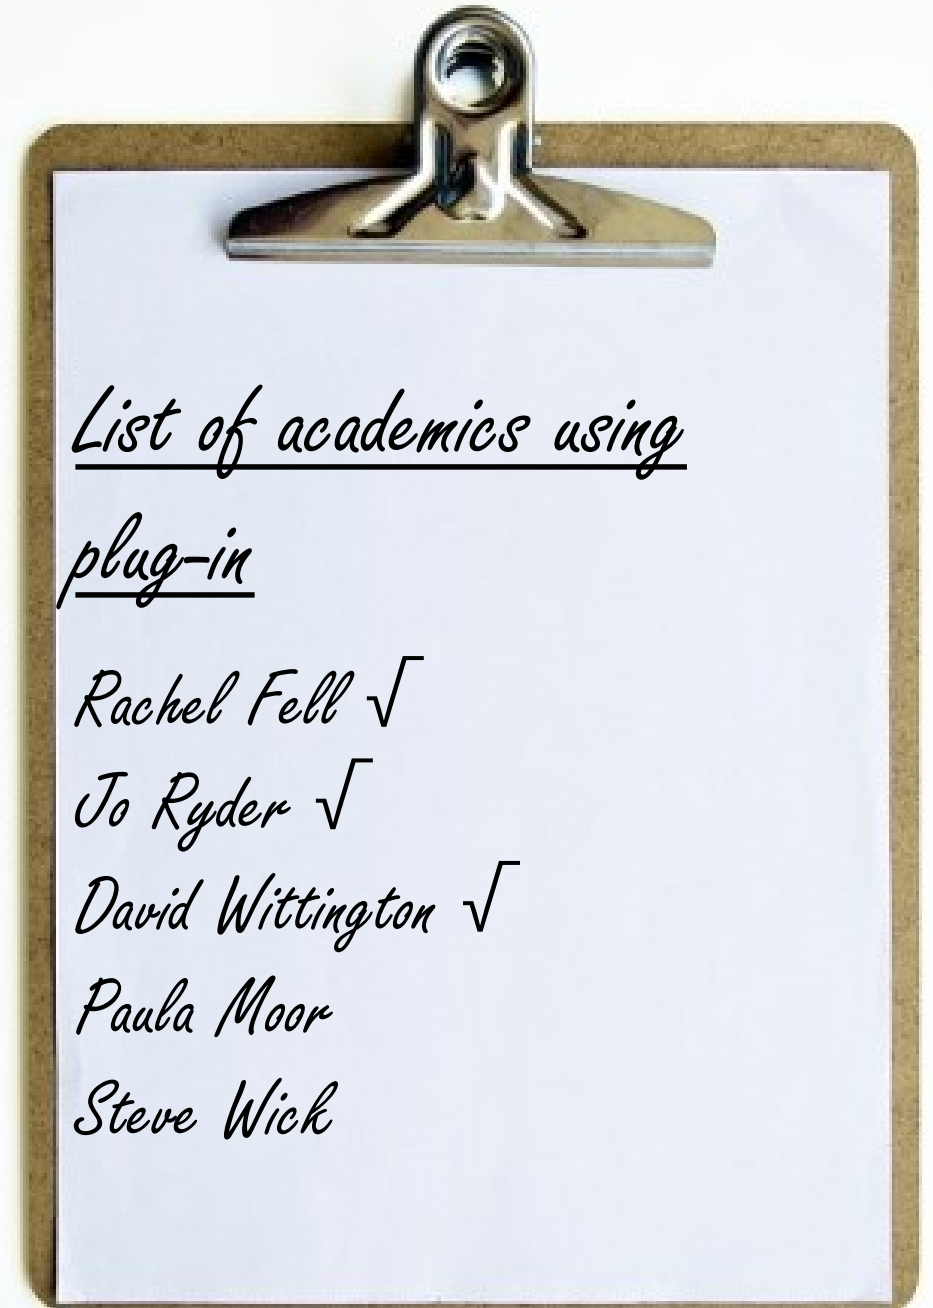 List of academics using
plug-in
Rachel Fell √
Jo Ryder √
David Wittington √
Paula Moor
Steve Wick